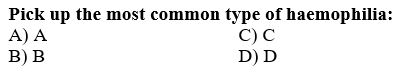 Pick up the most common type of haemophilia:
A) A C) C
B) B D) D